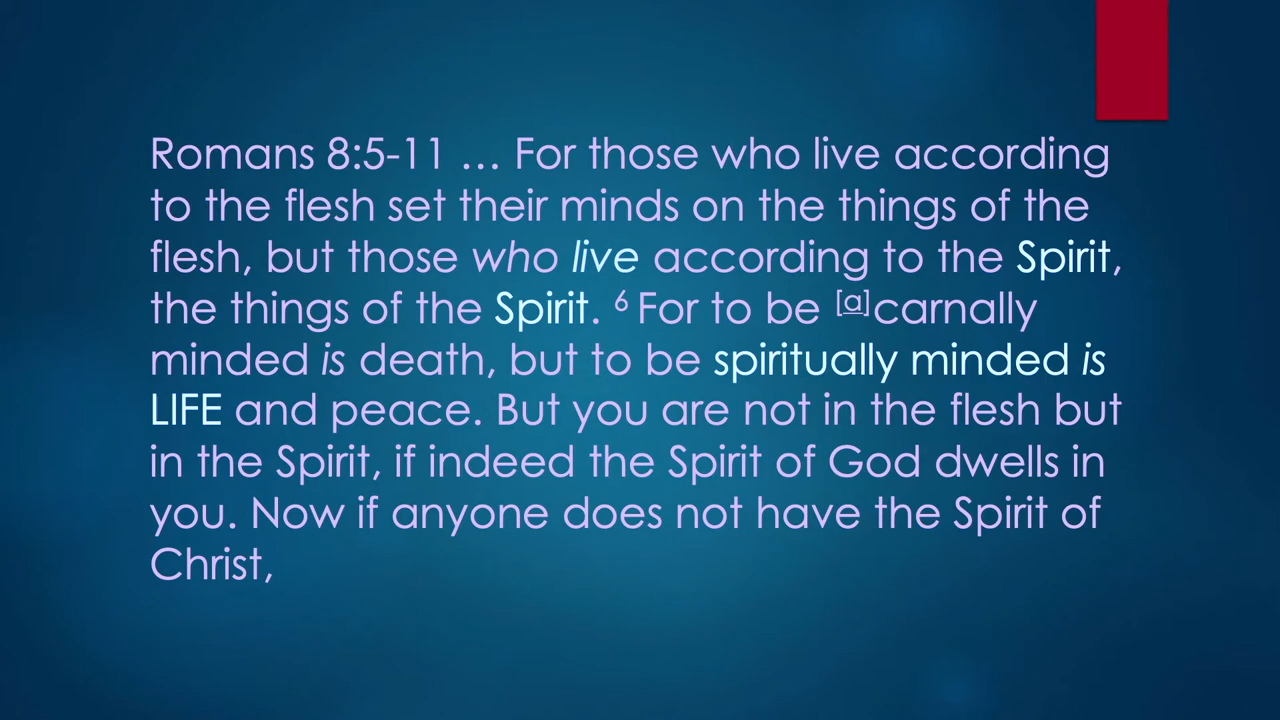 Romans 8:5-11 … For those who live according
to the flesh set their minds on the things of the
flesh, but those who live according to the Spirit,
the things of the Spirit. 6 For to be [a]carnally
minded is death, but to be spiritually minded is
LIFE and peace. But you are not in the flesh but
in the Spirit, if indeed the Spirit of God dwells in
you. Now if anyone does not have the Spirit of
Christ,